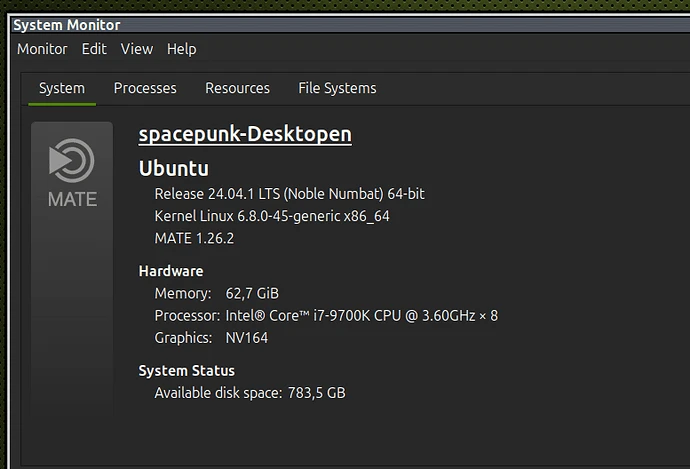 System Monitor
Monitor Edit View Help
System Processes Resources File Systems
MATE
spacepunk-Desktopen
Ubuntu
Release 24.04.1 LTS (Noble Numbat) 64-bit
Kernel Linux 6.8.0-45-generic x86_64
MATE 1.26.2
Hardware
Memory: 62,7 GiB
Processor: Intel® Core™ i7-9700K CPU @ 3.60GHz × 8
Graphics: NV164
System Status
Available disk space: 783,5 GB